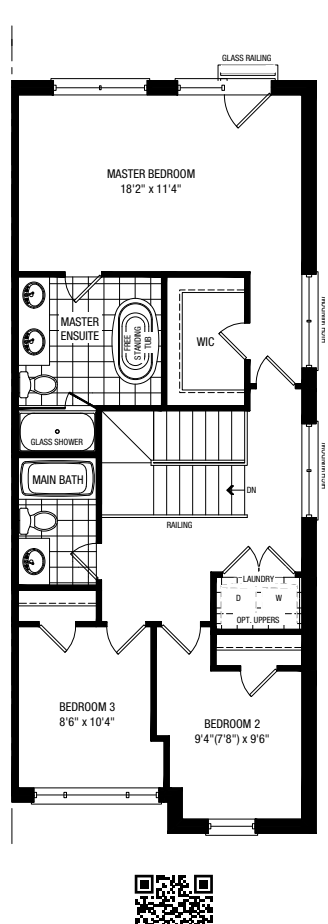 GLASS RAILING
MASTER BEDROOM
18'2" x 11'4"
MASTER
ENSUITE
FREE
STANDING
TUB
WIC
GLASS SHOWER
MAIN BATH
DN
RAILING
LAUNDRY
D W
OPT. UPPERS
BEDROOM 3
8'6" x 10'4"
BEDROOM 2
9'4"(7'8") x 9'6"